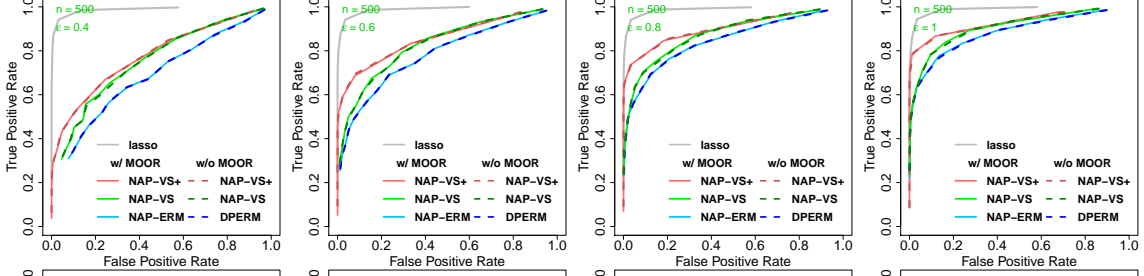 n = 500
ε = 0.4
True Positive Rate
0.0 0.2 0.4 0.6 0.8 1.0
lasso
w/ MOOR w/o MOOR
NAP−VS+ NAP−VS+
NAP−VS NAP−VS
NAP−ERM DPERM
0.0 0.2 0.4 0.6 0.8 1.0
False Positive Rate
n = 500
ε = 0.6
True Positive Rate
0.0 0.2 0.4 0.6 0.8 1.0
lasso
w/ MOOR w/o MOOR
NAP−VS+ NAP−VS+
NAP−VS NAP−VS
NAP−ERM DPERM
0.0 0.2 0.4 0.6 0.8 1.0
False Positive Rate
n = 500
ε = 0.8
True Positive Rate
0.0 0.2 0.4 0.6 0.8 1.0
lasso
w/ MOOR w/o MOOR
NAP−VS+ NAP−VS+
NAP−VS NAP−VS
NAP−ERM DPERM
0.0 0.2 0.4 0.6 0.8 1.0
False Positive Rate
n = 500
ε = 1
True Positive Rate
0.0 0.2 0.4 0.6 0.8 1.0
lasso
w/ MOOR w/o MOOR
NAP−VS+ NAP−VS+
NAP−VS NAP−VS
NAP−ERM DPERM
0.0 0.2 0.4 0.6 0.8 1.0
False Positive Rate